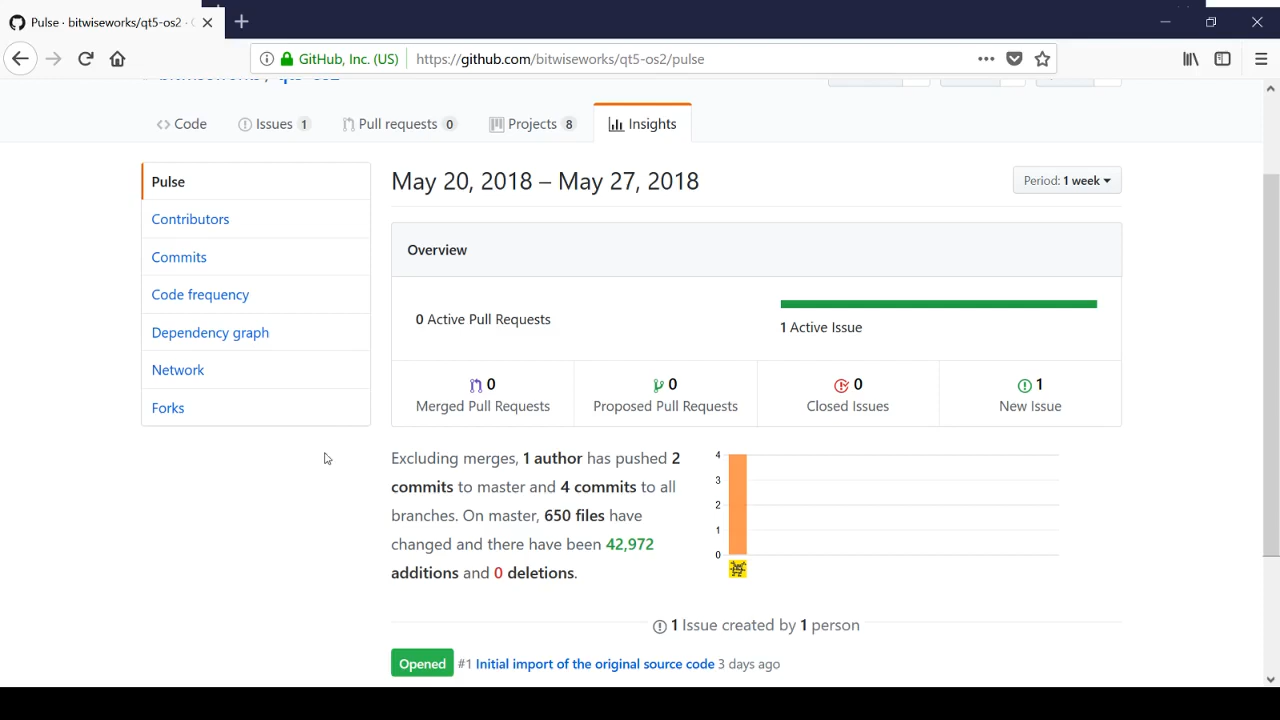 Pulse · bitwiseworks/qt5-os2 ·
GitHub, Inc. (US)
https://github.com/bitwiseworks/qt5-os2/pulse
bitwiseworks / qt5-os2
Code
Issues 1
Pull requests 0
Projects 8
Insights
Pulse
Contributors
Commits
Code frequency
Dependency graph
Network
Forks
May 20, 2018 – May 27, 2018
Period: 1 week
Overview
0 Active Pull Requests
1 Active Issue
0
Merged Pull Requests
0
Proposed Pull Requests
0
Closed Issues
1
New Issue
Excluding merges, 1 author has pushed 2
commits to master and 4 commits to all
branches. On master, 650 files have
changed and there have been 42,972
additions and 0 deletions.
4
3
2
1
0
1 Issue created by 1 person
Opened #1 Initial import of the original source code 3 days ago